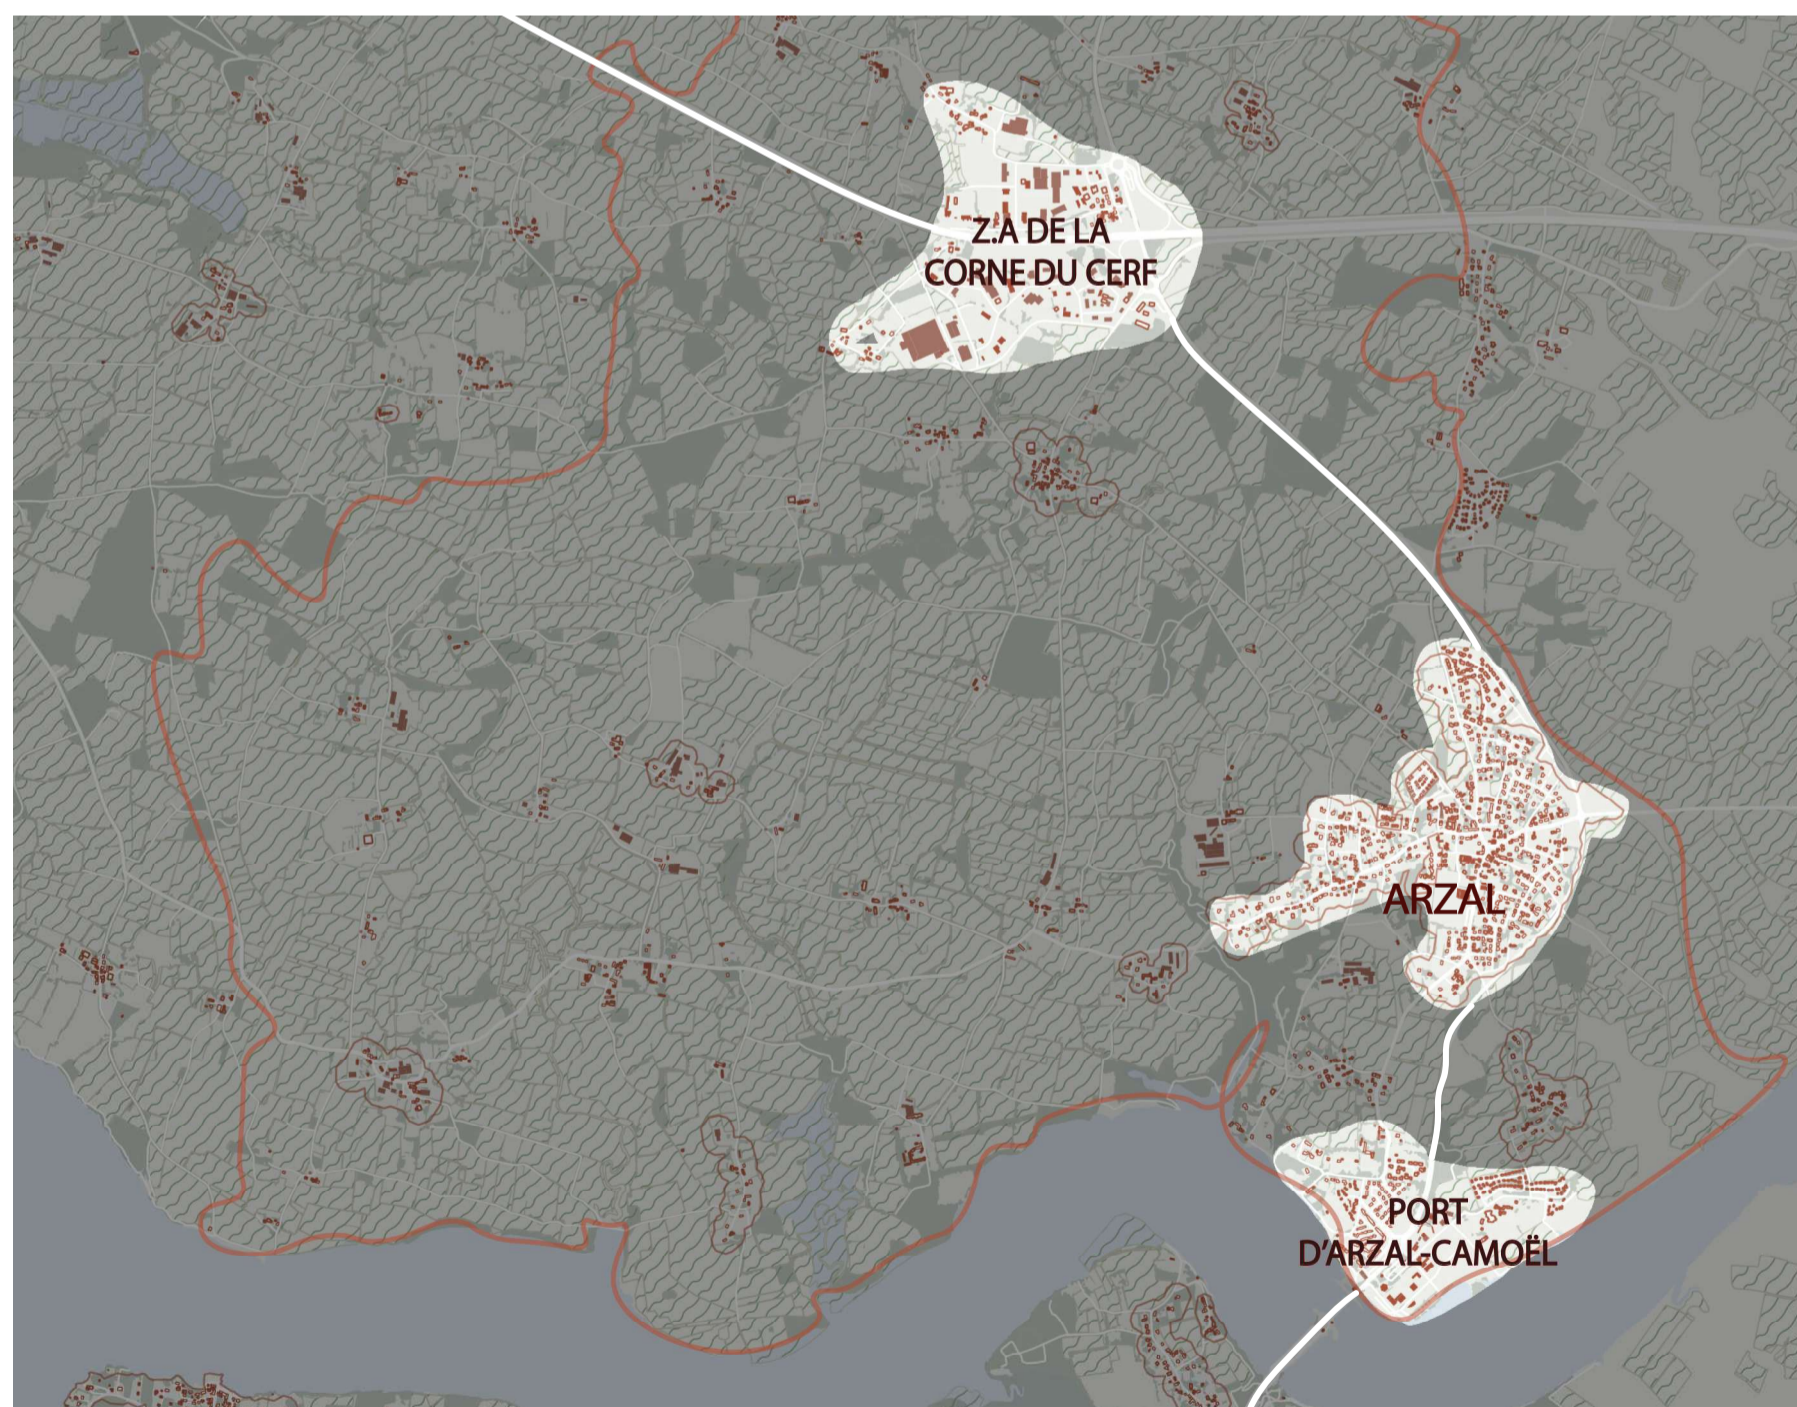 Z.A DE LA
CORNE DU CERF
ARZAL
PORT
D'ARZAL-CAMOËL